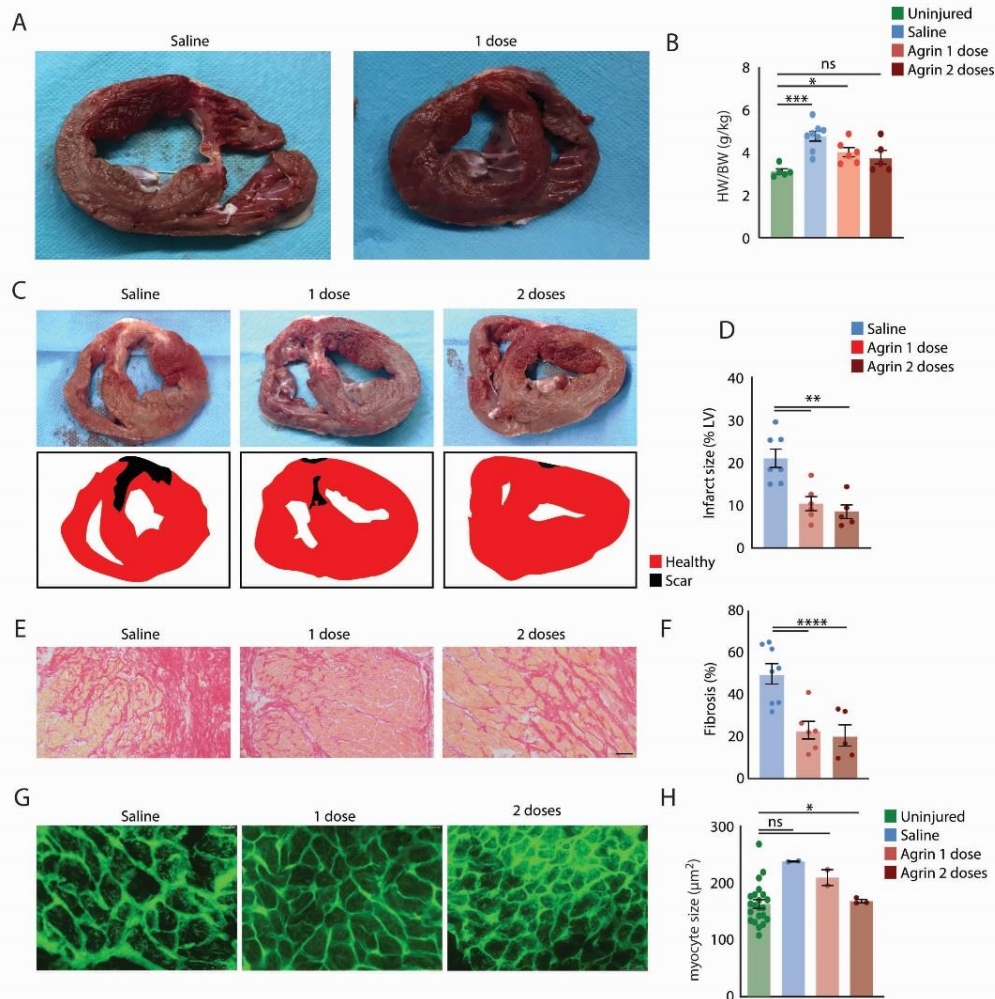 A
Saline
1 dose
B
Uninjured
Saline
Agrin 1 dose
Agrin 2 doses
ns
*
***
HW/BW (g/kg)
8
6
4
2
0
C
Saline
1 dose
2 doses
Healthy
Scar
D
Saline
Agrin 1 dose
Agrin 2 doses
**
Infarct size (% LV)
40
30
20
10
0
E
Saline
1 dose
2 doses
F
****
Fibrosis (%)
80
60
40
20
0
G
Saline
1 dose
2 doses
H
Uninjured
Saline
Agrin 1 dose
Agrin 2 doses
*
ns
myocyte size (µm²)
300
200
100
0